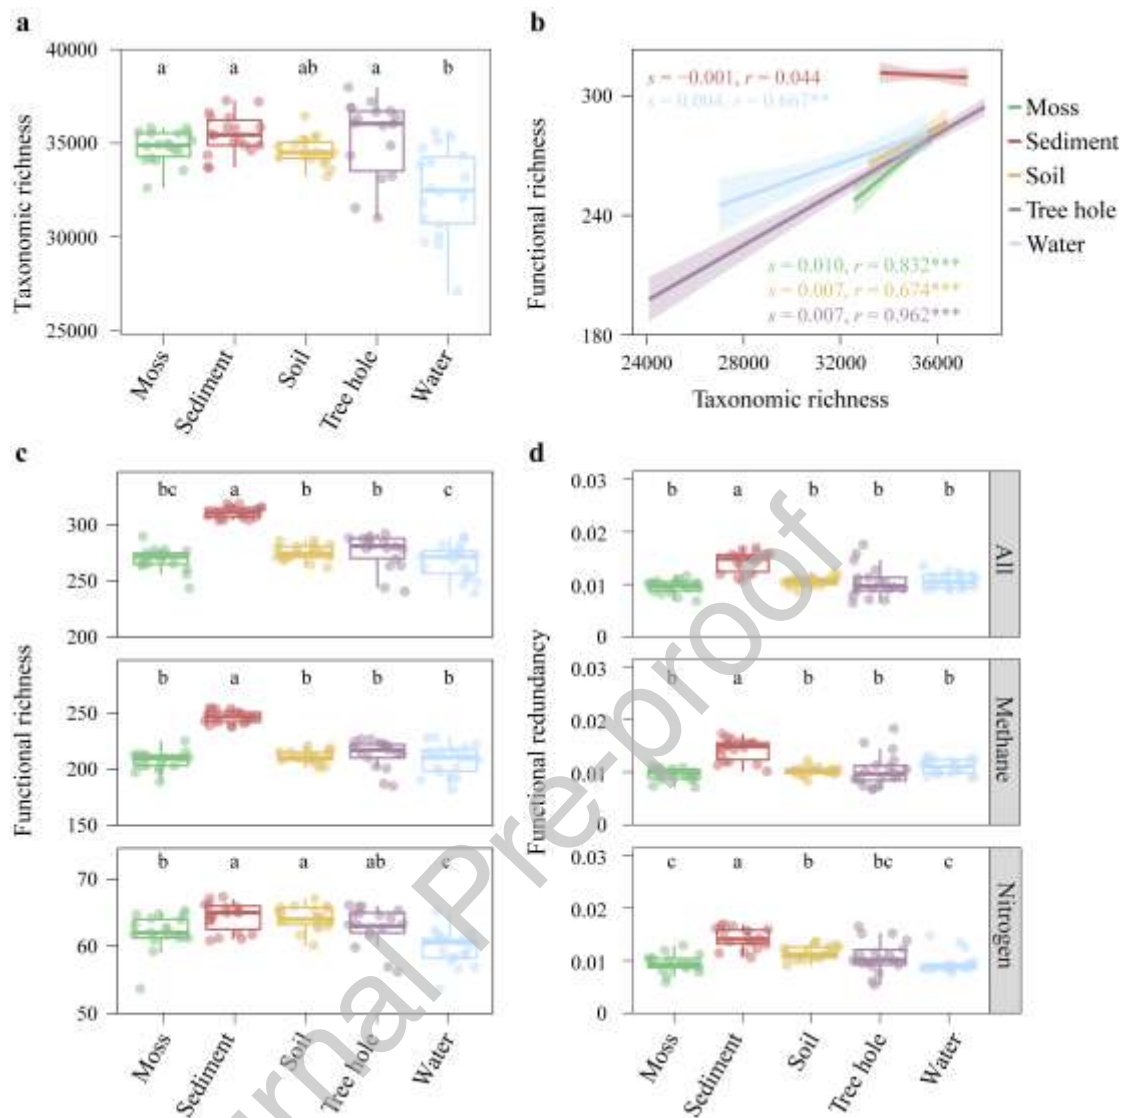 a
40000
35000
30000
25000
Taxonomic richness
a
a
ab
a
b
Moss
Sediment
Soil
Tree hole
Water
b
300
240
180
Functional richness
s = −0.001, r = 0.044
s = 0.004, r = 0.667**
s = 0.010, r = 0.832***
s = 0.007, r = 0.674***
s = 0.007, r = 0.962***
24000
28000
32000
36000
Taxonomic richness
Moss
Sediment
Soil
Tree hole
Water
c
Functional richness
bc
a
b
b
c
300
250
200
b
a
b
b
b
250
200
150
b
a
a
ab
c
70
60
50
Moss
Sediment
Soil
Tree hole
Water
d
Functional redundancy
b
a
b
b
b
0.03
0.02
0.01
0
All
b
a
b
b
b
0.03
0.02
0.01
0
Methane
c
a
b
bc
c
0.03
0.02
0.01
0
Nitrogen
Moss
Sediment
Soil
Tree hole
Water
urnal Pre-proof